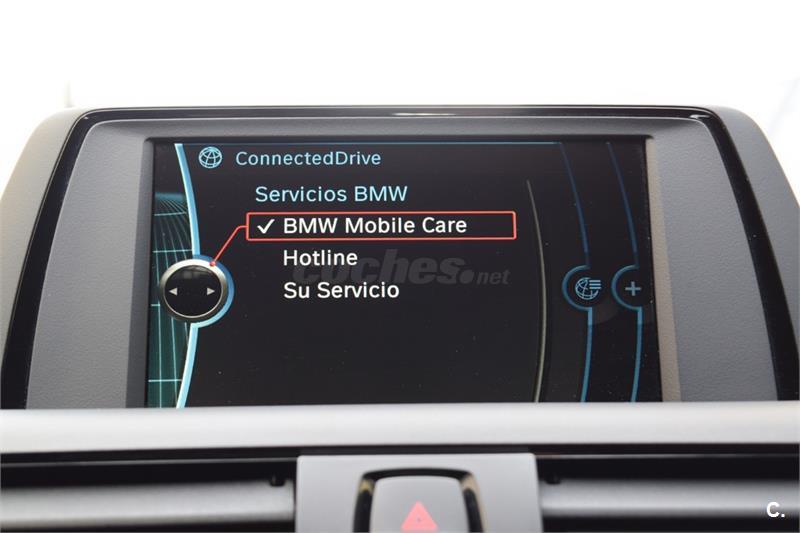 ConnectedDrive
Servicios BMW
✓ BMW Mobile Care
Hotline
coches.net
Su Servicio
+
C.